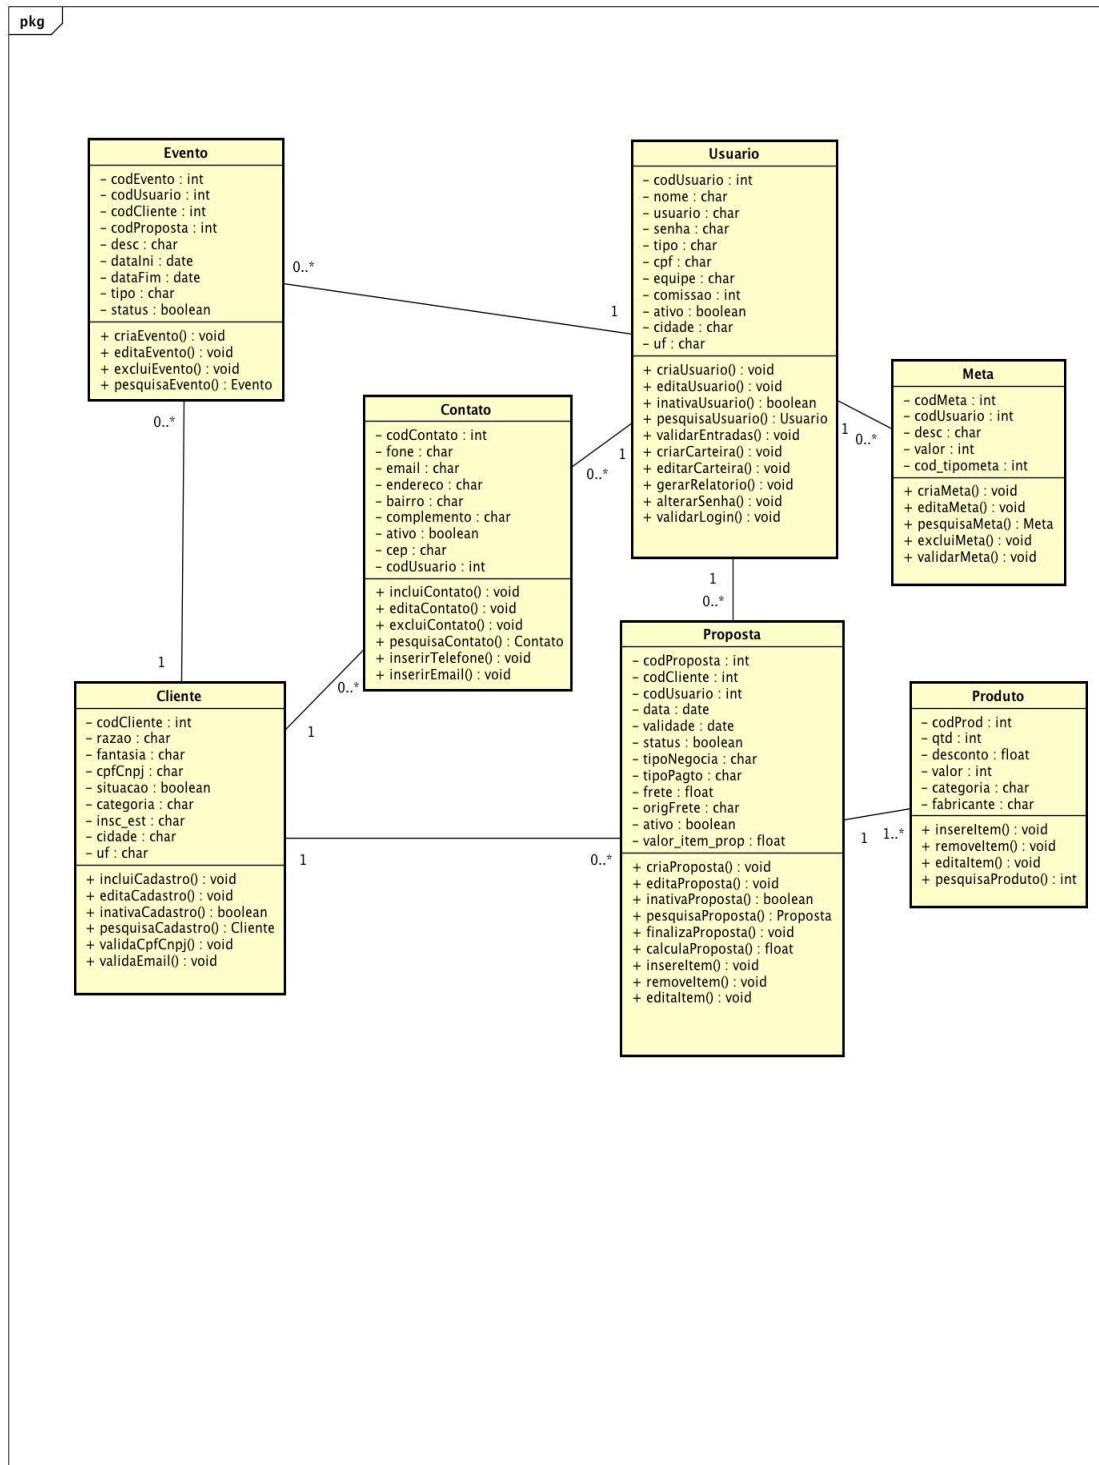 pkg
Evento
– codEvento : int
– codUsuario : int
– codCliente : int
– codProposta : int
– desc : char
– dataIni : date
– dataFim : date
– tipo : char
– status : boolean
+ criaEvento() : void
+ editaEvento() : void
+ excluiEvento() : void
+ pesquisaEvento() : Evento
0..*
1
0..*
1
Usuario
– codUsuario : int
– nome : char
– usuario : char
– senha : char
– tipo : char
– cpf : char
– equipe : char
– comissao : int
– ativo : boolean
– cidade : char
– uf : char
+ criaUsuario() : void
+ editaUsuario() : void
+ inativaUsuario() : boolean
+ pesquisaUsuario() : Usuario
+ validarEntradas() : void
+ criarCarteira() : void
+ editarCarteira() : void
+ gerarRelatorio() : void
+ alterarSenha() : void
+ validarLogin() : void
1
0..*
Meta
– codMeta : int
– codUsuario : int
– desc : char
– valor : int
– cod_tipometa : int
+ criaMeta() : void
+ editaMeta() : void
+ pesquisaMeta() : Meta
+ excluiMeta() : void
+ validarMeta() : void
Contato
– codContato : int
– fone : char
– email : char
– endereco : char
– bairro : char
– complemento : char
– ativo : boolean
– cep : char
– codUsuario : int
+ incluiContato() : void
+ editaContato() : void
+ excluiContato() : void
+ pesquisaContato() : Contato
+ inserirTelefone() : void
+ inserirEmail() : void
1
0..*
0..*
1
1
0..*
Cliente
– codCliente : int
– razao : char
– fantasia : char
– cpfCnpj : char
– situacao : boolean
– categoria : char
– insc_est : char
– cidade : char
– uf : char
+ incluiCadastro() : void
+ editaCadastro() : void
+ inativaCadastro() : boolean
+ pesquisaCadastro() : Cliente
+ validaCpfCnpj() : void
+ validaEmail() : void
1
0..*
Proposta
– codProposta : int
– codCliente : int
– codUsuario : int
– data : date
– validade : date
– status : boolean
– tipoNegocia : char
– tipoPagto : char
– frete : float
– origFrete : char
– ativo : boolean
– valor_item_prop : float
+ criaProposta() : void
+ editaProposta() : void
+ inativaProposta() : boolean
+ pesquisaProposta() : Proposta
+ finalizaProposta() : void
+ calculaProposta() : float
+ insereItem() : void
+ removeItem() : void
+ editaItem() : void
1
1..*
Produto
– codProd : int
– qtd : int
– desconto : float
– valor : int
– categoria : char
– fabricante : char
+ insereItem() : void
+ removeItem() : void
+ editaItem() : void
+ pesquisaProduto() : int